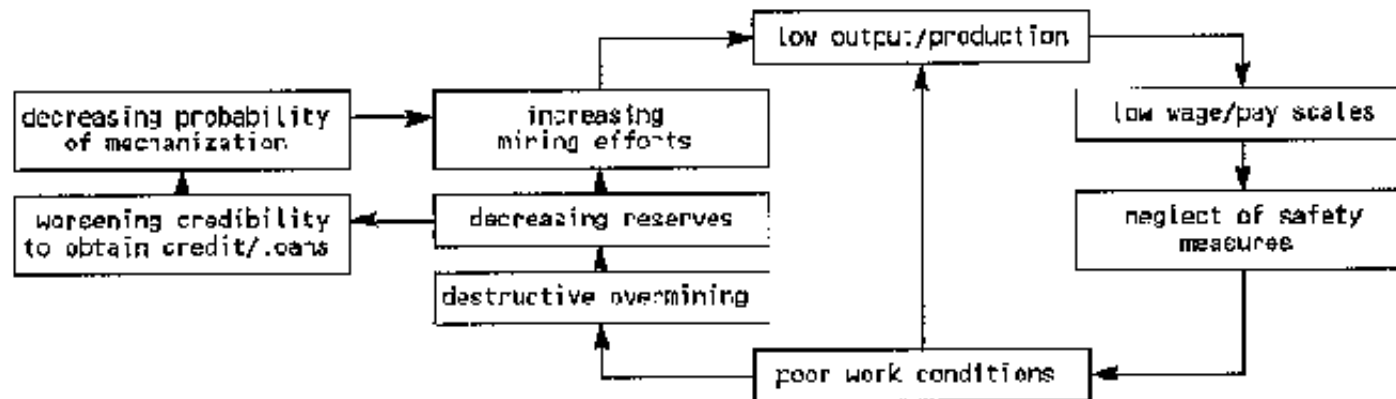 low output/production
decreasing probability
of mechanization
increasing
mining efforts
low wage/pay scales
worsening credibility
to obtain credit/loans
decreasing reserves
neglect of safety
measures
destructive overmining
poor work conditions